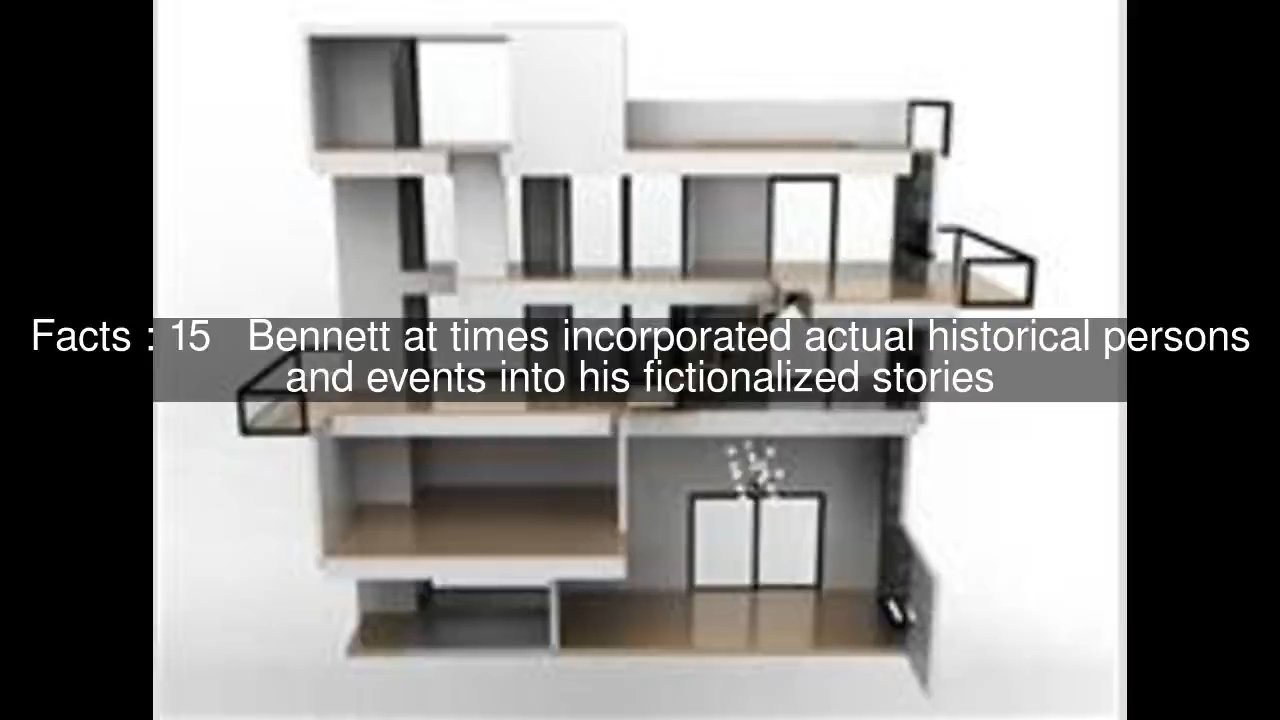 Facts : 15   Bennett at times incorporated actual historical persons
and events into his fictionalized stories